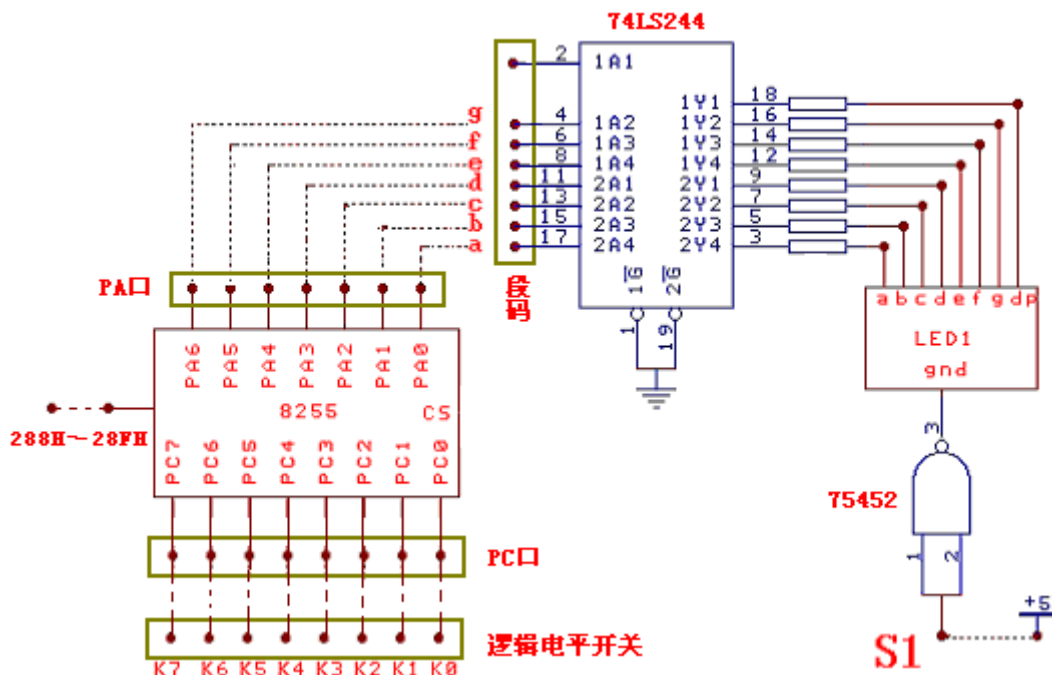 74LS244
2 1A1
1Y1 18
g 4 1A2 1Y2 16
f 6 1A3 1Y3 14
e 8 1A4 1Y4 12
d 11 2A1 2Y1 9
c 13 2A2 2Y2 7
b 15 2A3 2Y3 5
a 17 2A4 2Y4 3
1G 2G
1 19
段码
PA口
PA6 PA5 PA4 PA3 PA2 PA1 PA0
8255 CS
288H~28FH
PC7 PC6 PC5 PC4 PC3 PC2 PC1 PC0
PC口
逻辑电平开关
K7 K6 K5 K4 K3 K2 K1 K0
a b c d e f g dp
LED1
gnd
3
75452
1 2
+5
S1